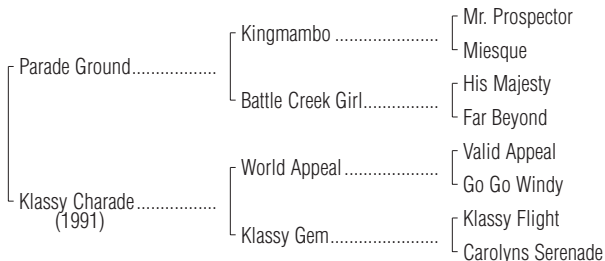 Mr. Prospector
Kingmambo ...................
Miesque
Parade Ground.................
His Majesty
Battle Creek Girl................
Far Beyond
Valid Appeal
World Appeal ....................
Go Go Windy
Klassy Charade ................
(1991)
Klassy Flight
Klassy Gem.......................
Carolyns Serenade